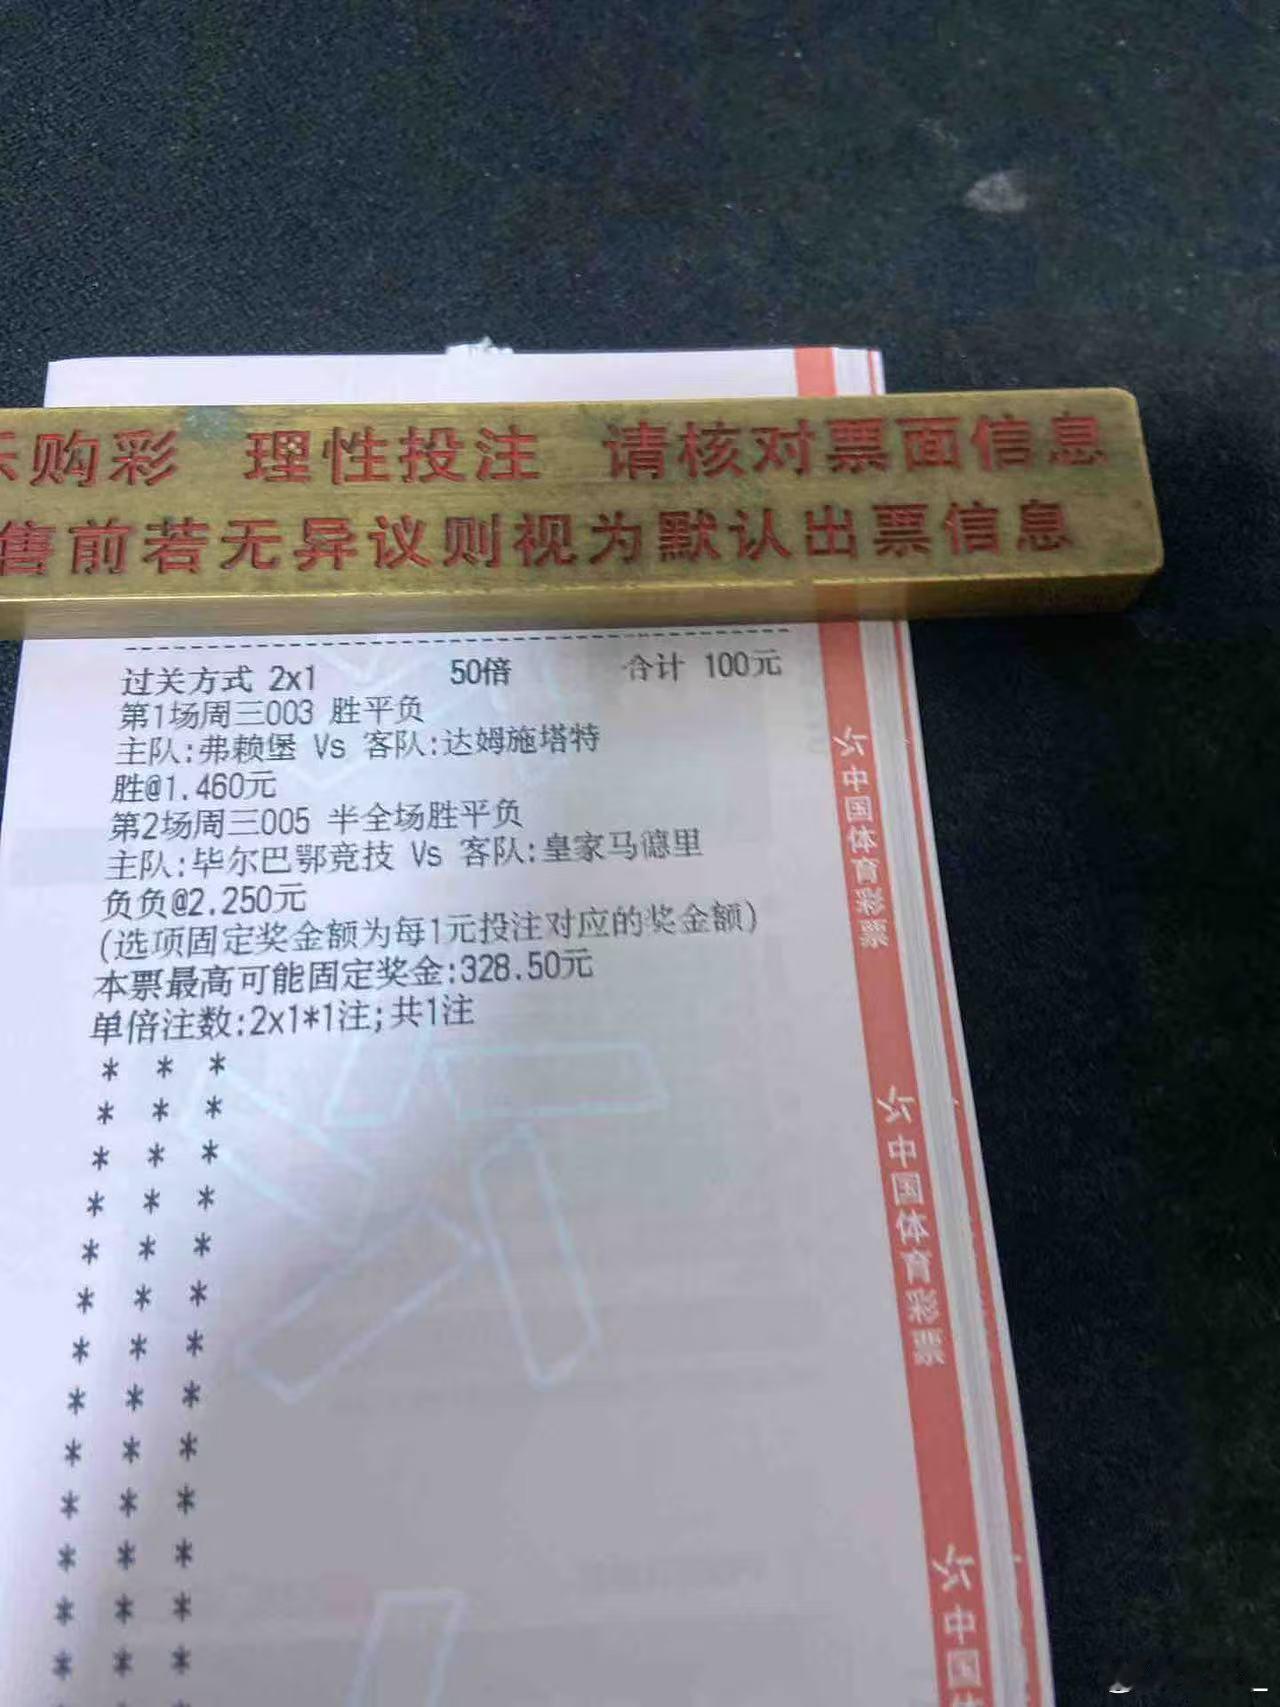 购彩 理性投注 请核对票面信息
售前若无异议则视为默认出票信息
过关方式 2x1 50倍 合计 100元
第1场周三003 胜平负
主队:弗赖堡 Vs 客队:达姆施塔特
胜@1.460元
第2场周三005 半全场胜平负
主队:毕尔巴鄂竞技 Vs 客队:皇家马德里
负负@2.250元
(选项固定奖金额为每1元投注对应的奖金额)
本票最高可能固定奖金:328.50元
单倍注数:2x1*1注;共1注
* * *
* * *
* * *
* * *
* * *
* * *
* * *
* * *
* * *
* * *
* * *
* * *
* * *
中国体育彩票
中国体育彩票
中国体